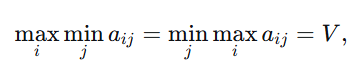 max_i min_j a_{ij} = min_j max_i a_{ij} = V,